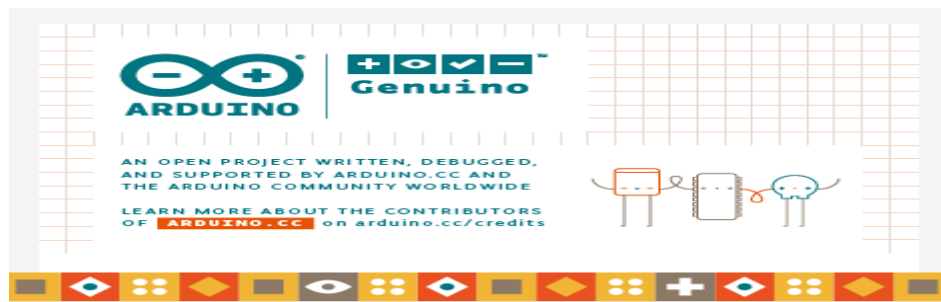 ARDUINO
Genuino
™
AN OPEN PROJECT WRITTEN, DEBUGGED,
AND SUPPORTED BY ARDUINO.CC AND
THE ARDUINO COMMUNITY WORLDWIDE
LEARN MORE ABOUT THE CONTRIBUTORS
OF ARDUINO.CC on arduino.cc/credits